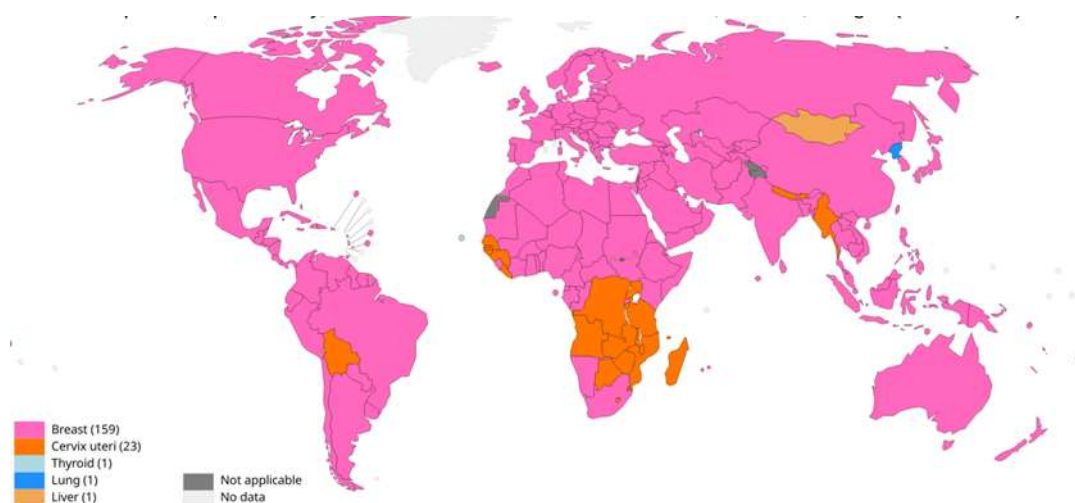 Breast (159)
Cervix uteri (23)
Thyroid (1)
Lung (1)
Liver (1)
Not applicable
No data